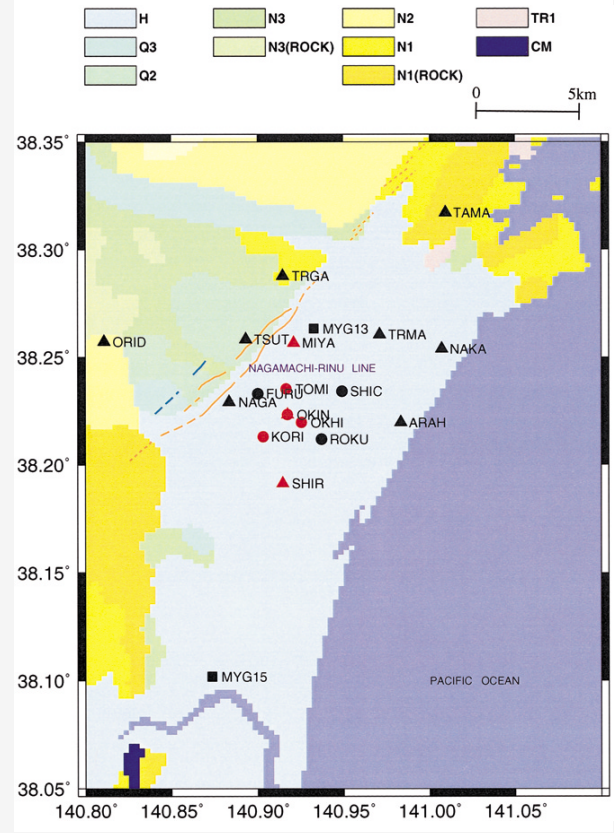 H N3 N2 TR1
Q3 N3(ROCK) N1 CM
Q2 N1(ROCK)
0 5km
38.35°
TAMA
38.30°
TRGA
MYG13
ORID TSUT MIYA TRMA
38.25° NAKA
NAGAMACHI-RINU LINE
TOMI
FURU SHIC
NAGA
OKIN
OKHI ARAH
KORI ROKU
38.20°
SHIR
38.15°
38.10° MYG15 PACIFIC OCEAN
38.05°
140.80° 140.85° 140.90° 140.95° 141.00° 141.05°